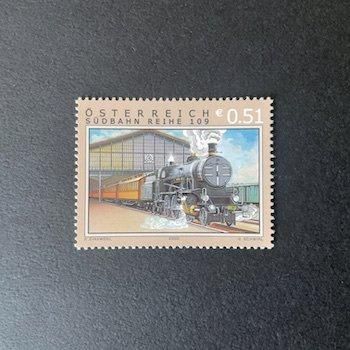 ÖSTERREICH € 0.51
SÜDBAHN REIHE 109